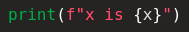 print(f"x is {x}")